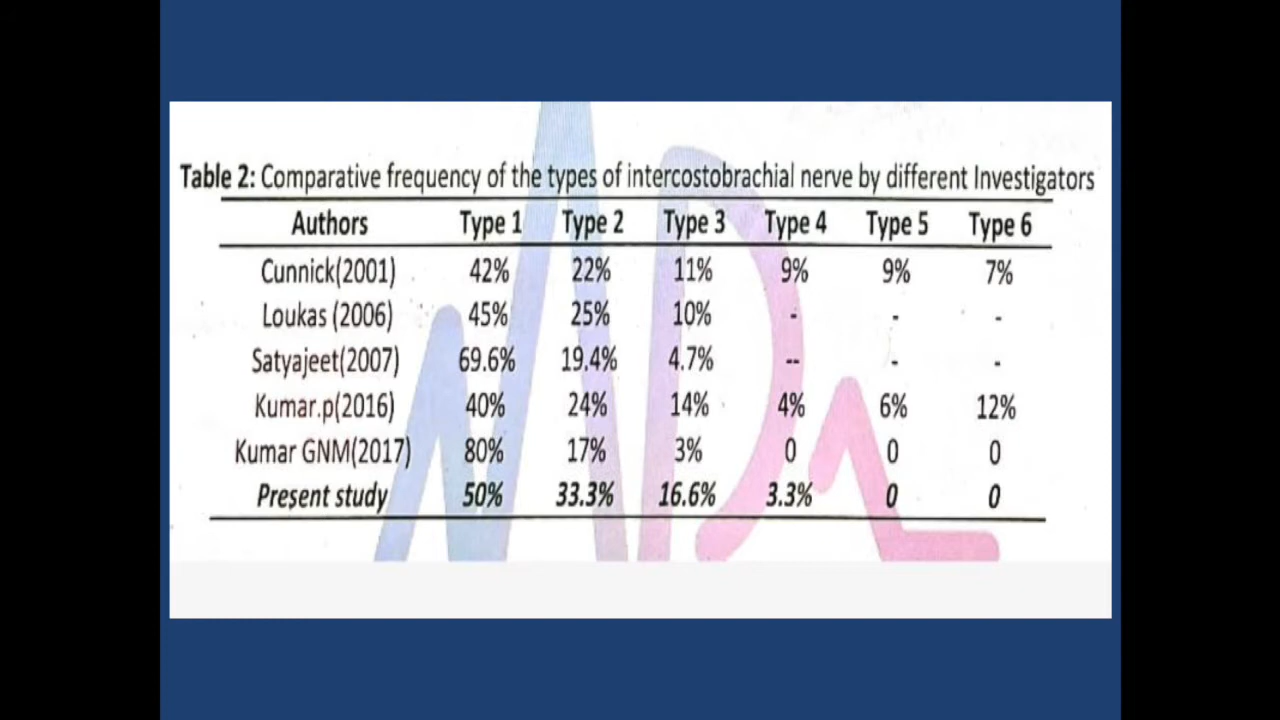 Table 2: Comparative frequency of the types of intercostobrachial nerve by different Investigators
Authors Type 1 Type 2 Type 3 Type 4 Type 5 Type 6
Cunnick(2001) 42% 22% 11% 9% 9% 7%
Loukas (2006) 45% 25% 10% - - -
Satyajeet(2007) 69.6% 19.4% 4.7% -- - -
Kumar.p(2016) 40% 24% 14% 4% 6% 12%
Kumar GNM(2017) 80% 17% 3% 0 0 0
Present study 50% 33.3% 16.6% 3.3% 0 0